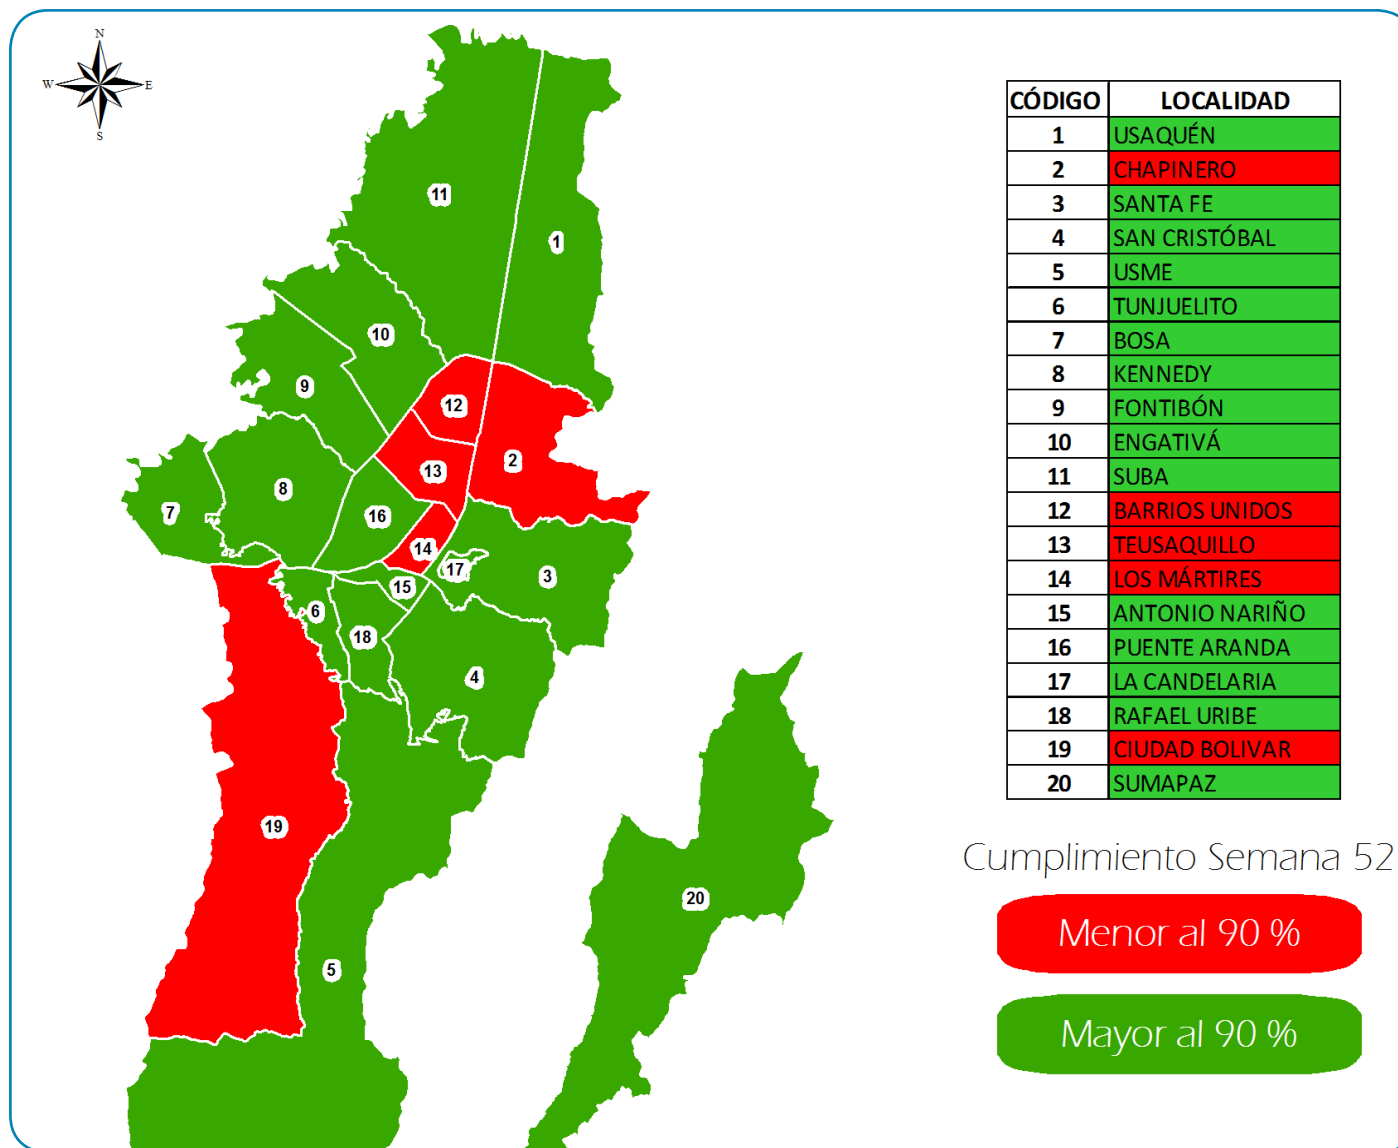 N
W E
S
11
1
10
9
12
13
2
8
7
16
14
17
3
15
6
18
4
19
20
5
CÓDIGO LOCALIDAD
1 USAQUÉN
2 CHAPINERO
3 SANTA FE
4 SAN CRISTÓBAL
5 USME
6 TUNJUELITO
7 BOSA
8 KENNEDY
9 FONTIBÓN
10 ENGATIVÁ
11 SUBA
12 BARRIOS UNIDOS
13 TEUSAQUILLO
14 LOS MÁRTIRES
15 ANTONIO NARIÑO
16 PUENTE ARANDA
17 LA CANDELARIA
18 RAFAEL URIBE
19 CIUDAD BOLIVAR
20 SUMAPAZ
Cumplimiento Semana 52
Menor al 90 %
Mayor al 90 %